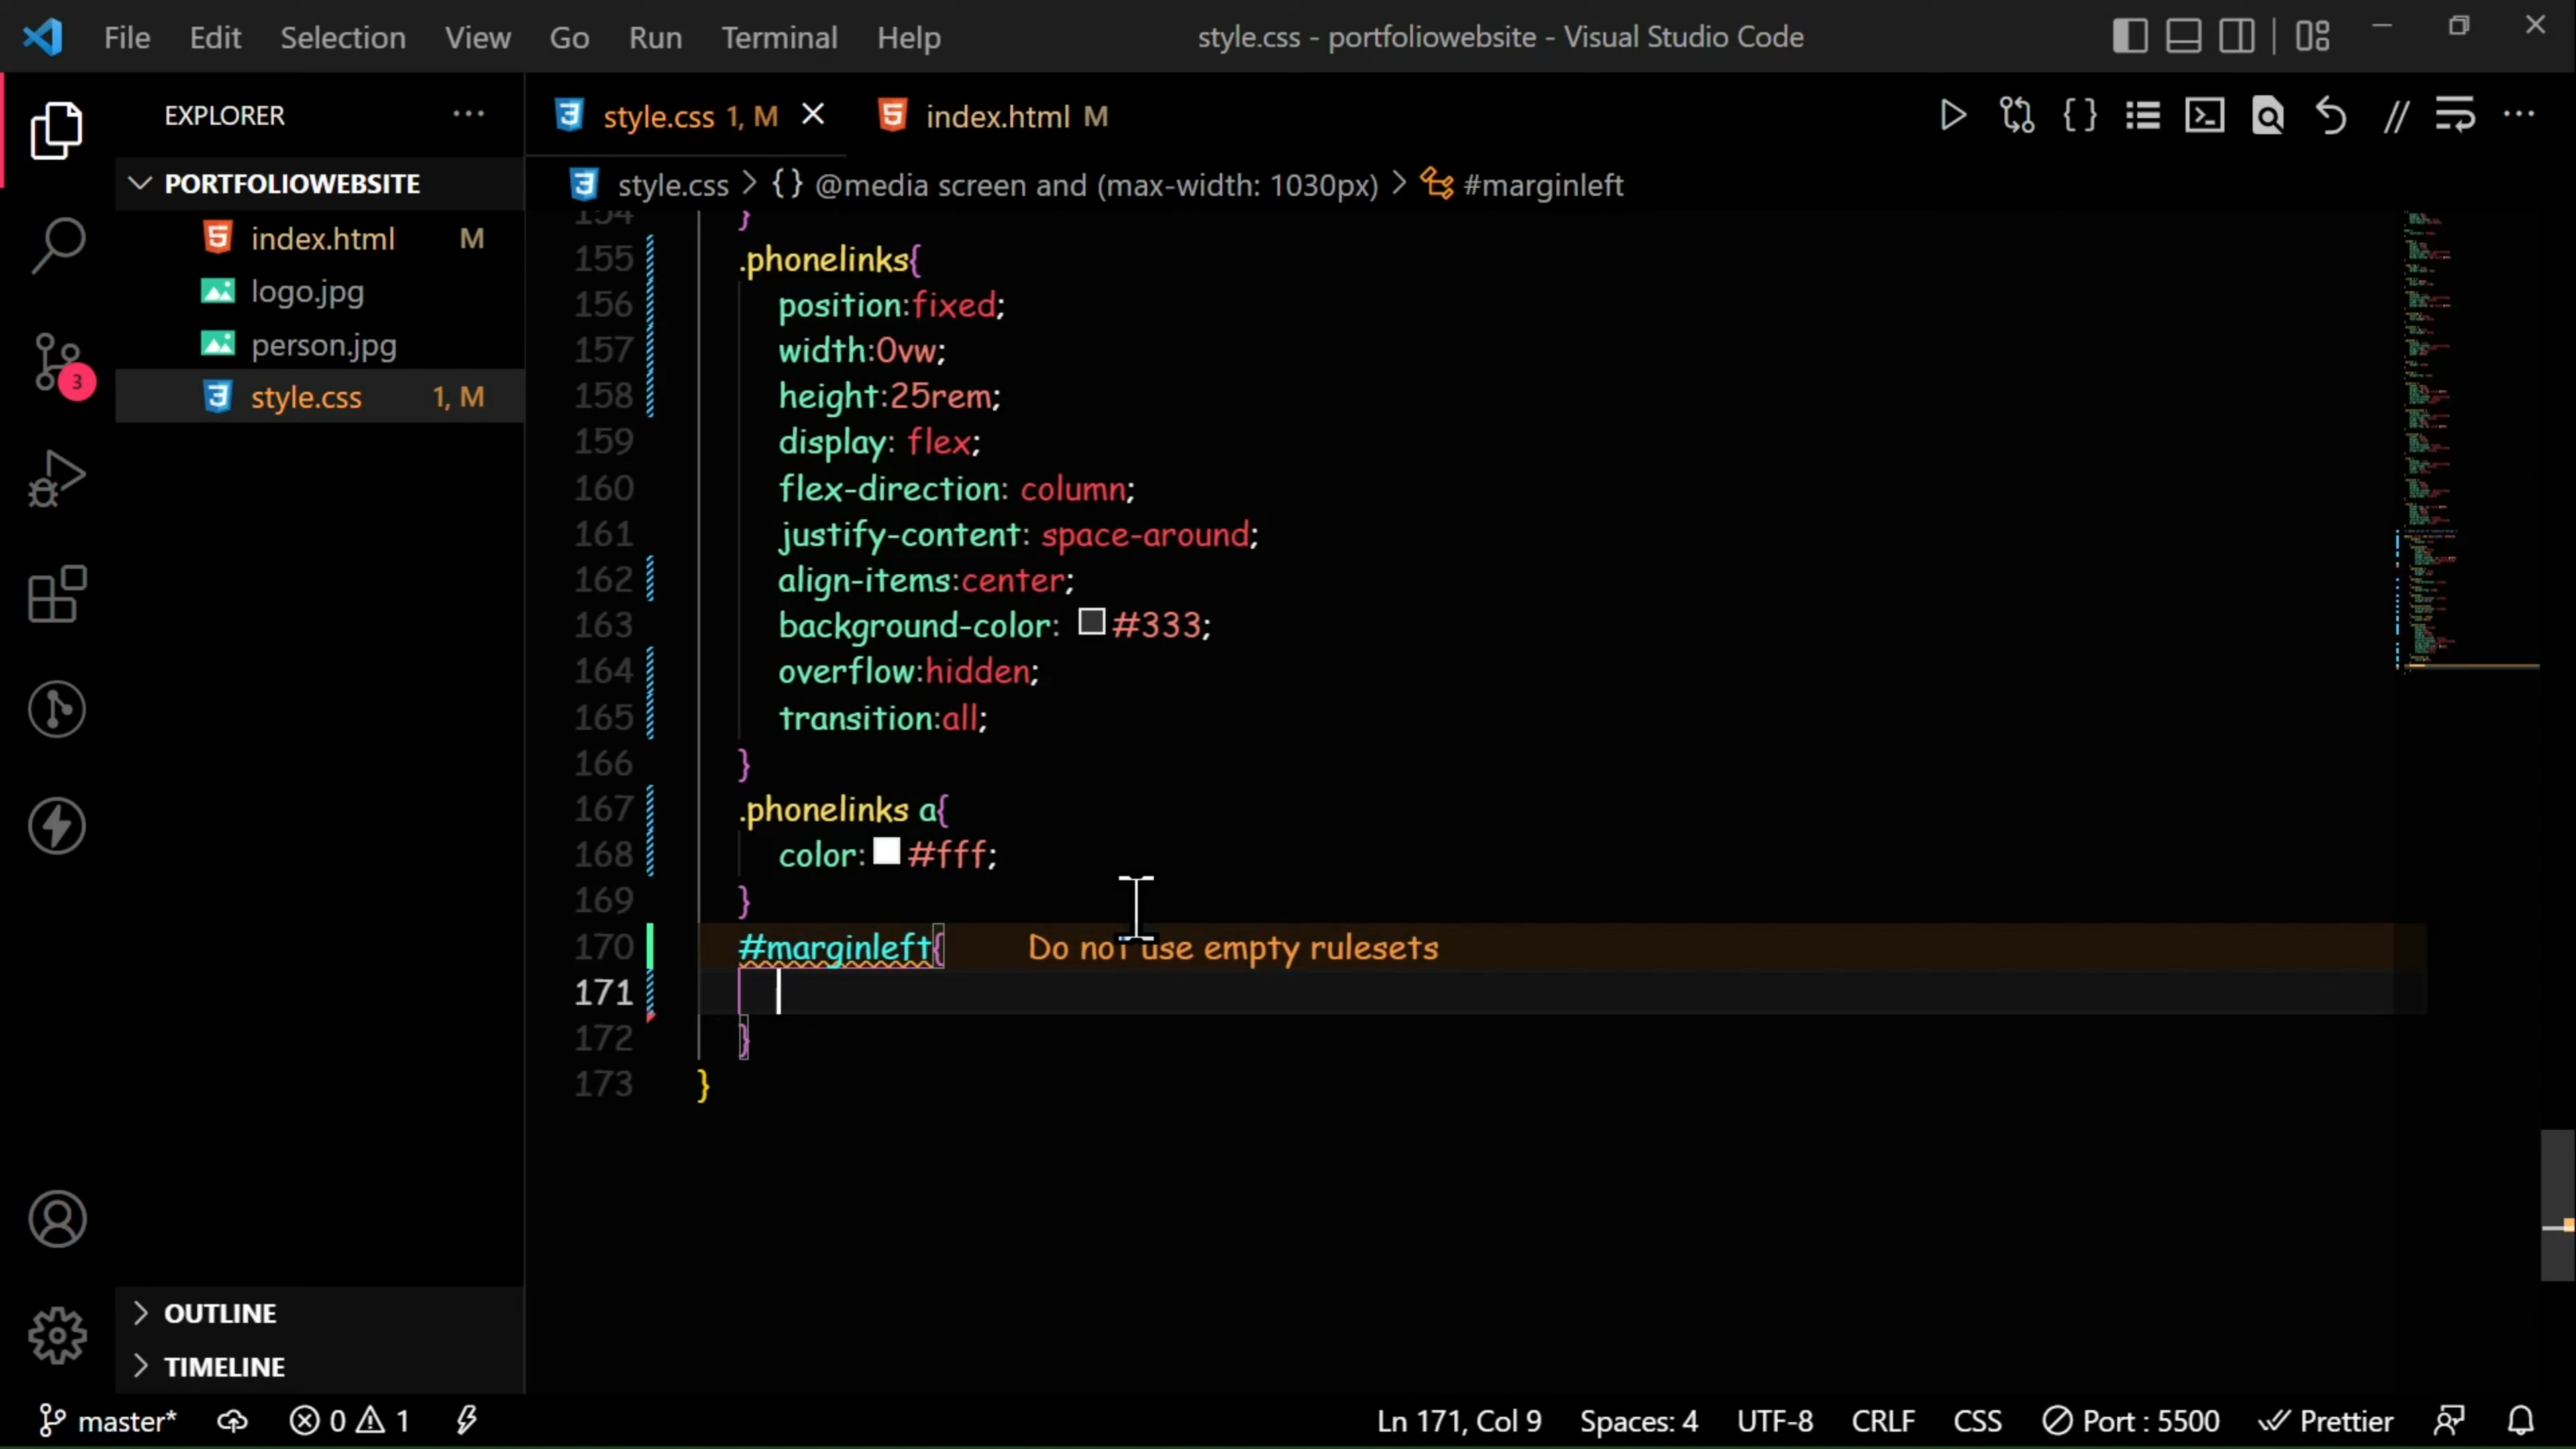 File Edit Selection View Go Run Terminal Help
style.css - portfoliowebsite - Visual Studio Code
EXPLORER
PORTFOLIOWEBSITE
index.html M
logo.jpg
person.jpg
style.css 1, M
3
OUTLINE
TIMELINE
style.css 1, M
index.html M
style.css > {} @media screen and (max-width: 1030px) > #marginleft
154 }
155 .phonelinks{
156 position:fixed;
157 width:0vw;
158 height:25rem;
159 display: flex;
160 flex-direction: column;
161 justify-content: space-around;
162 align-items:center;
163 background-color: #333;
164 overflow:hidden;
165 transition:all;
166 }
167 .phonelinks a{
168 color: #fff;
169 }
170 #marginleft{ Do not use empty rulesets
171
172 }
173 }
master* 0 1 Ln 171, Col 9 Spaces: 4 UTF-8 CRLF CSS Port : 5500 Prettier